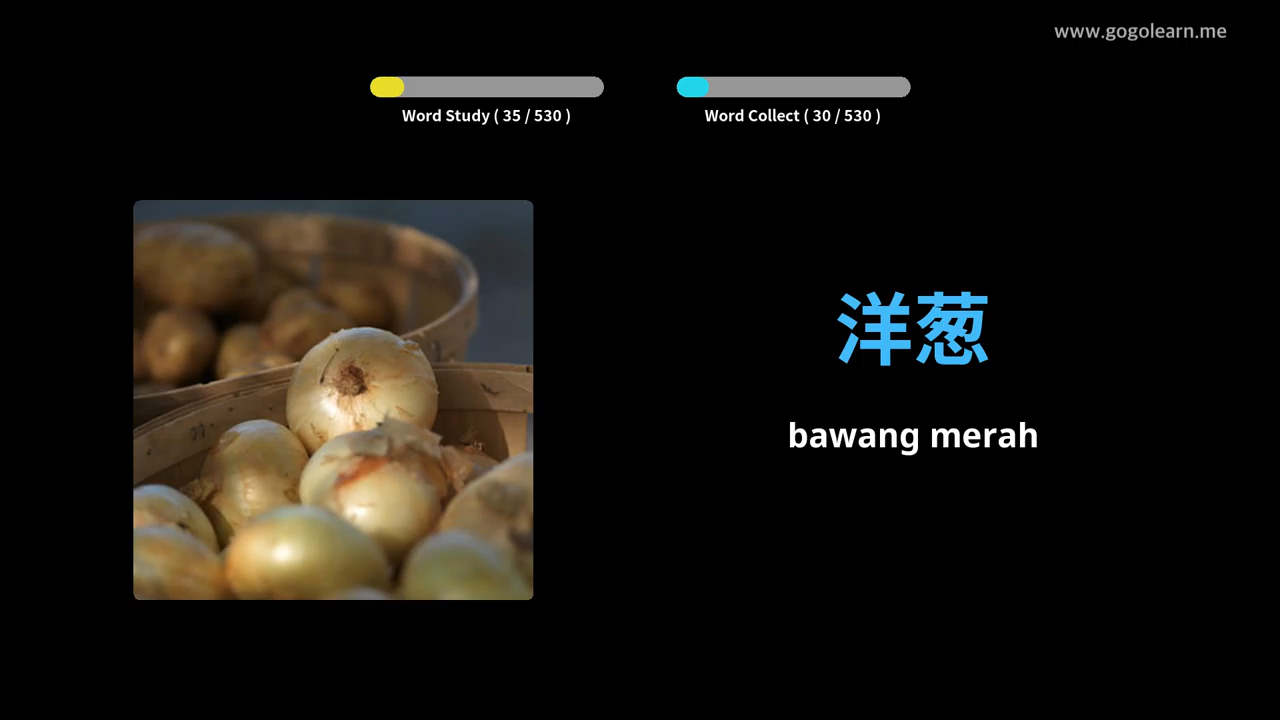 www.gogolearn.me
Word Study ( 35 / 530 )
Word Collect ( 30 / 530 )
洋葱
bawang merah